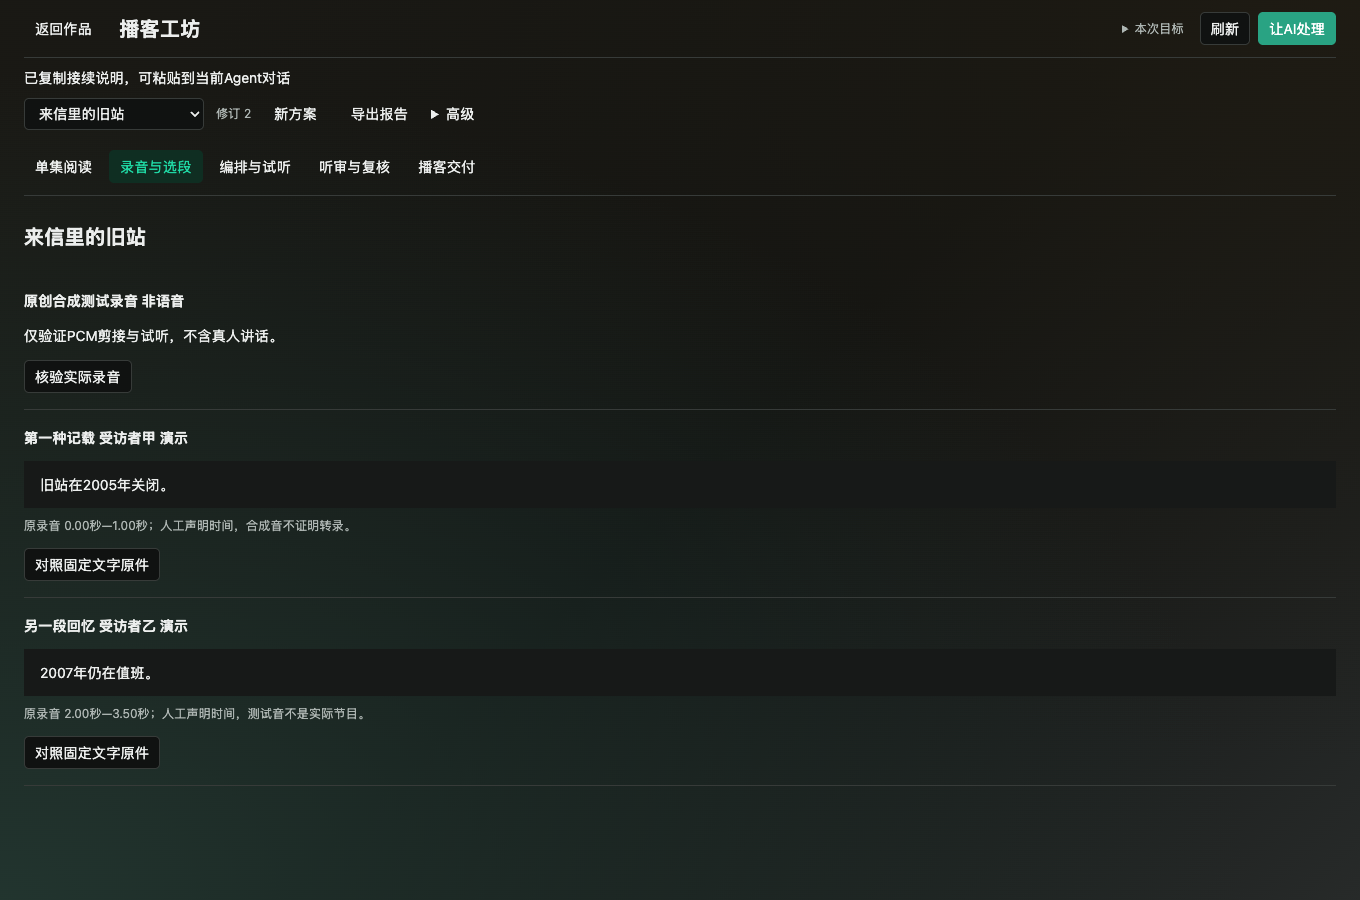 返回作品
播客工坊
▶ 本次目标
刷新
让AI处理
已复制接续说明，可粘贴到当前Agent对话
来信里的旧站
修订 2
新方案
导出报告
▶ 高级
单集阅读
录音与选段
编排与试听
听审与复核
播客交付
来信里的旧站
原创合成测试录音 非语音
仅验证PCM剪接与试听，不含真人讲话。
核验实际录音
第一种记载 受访者甲 演示
旧站在2005年关闭。
原录音 0.00秒—1.00秒；人工声明时间，合成音不证明转录。
对照固定文字原件
另一段回忆 受访者乙 演示
2007年仍在值班。
原录音 2.00秒—3.50秒；人工声明时间，测试音不是实际节目。
对照固定文字原件